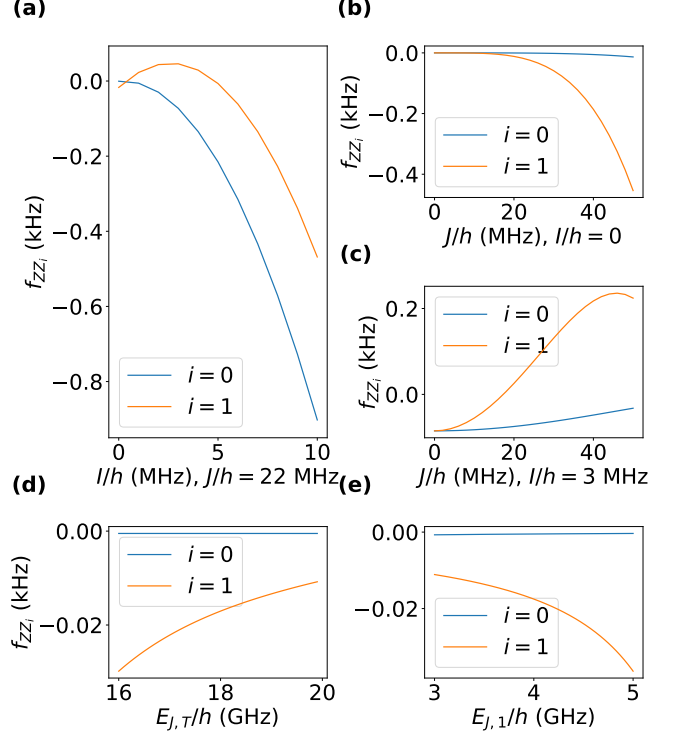 (a)
0.0
−0.2
−0.4
−0.6
−0.8
f_{ZZ_i} (kHz)
i = 0
i = 1
0
5
10
I/h (MHz), J/h = 22 MHz
(b)
0.0
−0.2
−0.4
f_{ZZ_i} (kHz)
i = 0
i = 1
0
20
40
J/h (MHz), I/h = 0
(c)
0.2
0.0
f_{ZZ_i} (kHz)
i = 0
i = 1
0
20
40
J/h (MHz), I/h = 3 MHz
(d)
0.00
−0.02
f_{ZZ_i} (kHz)
i = 0
i = 1
16
18
20
E_{J,T}/h (GHz)
(e)
0.00
−0.02
i = 0
i = 1
3
4
5
E_{J,1}/h (GHz)